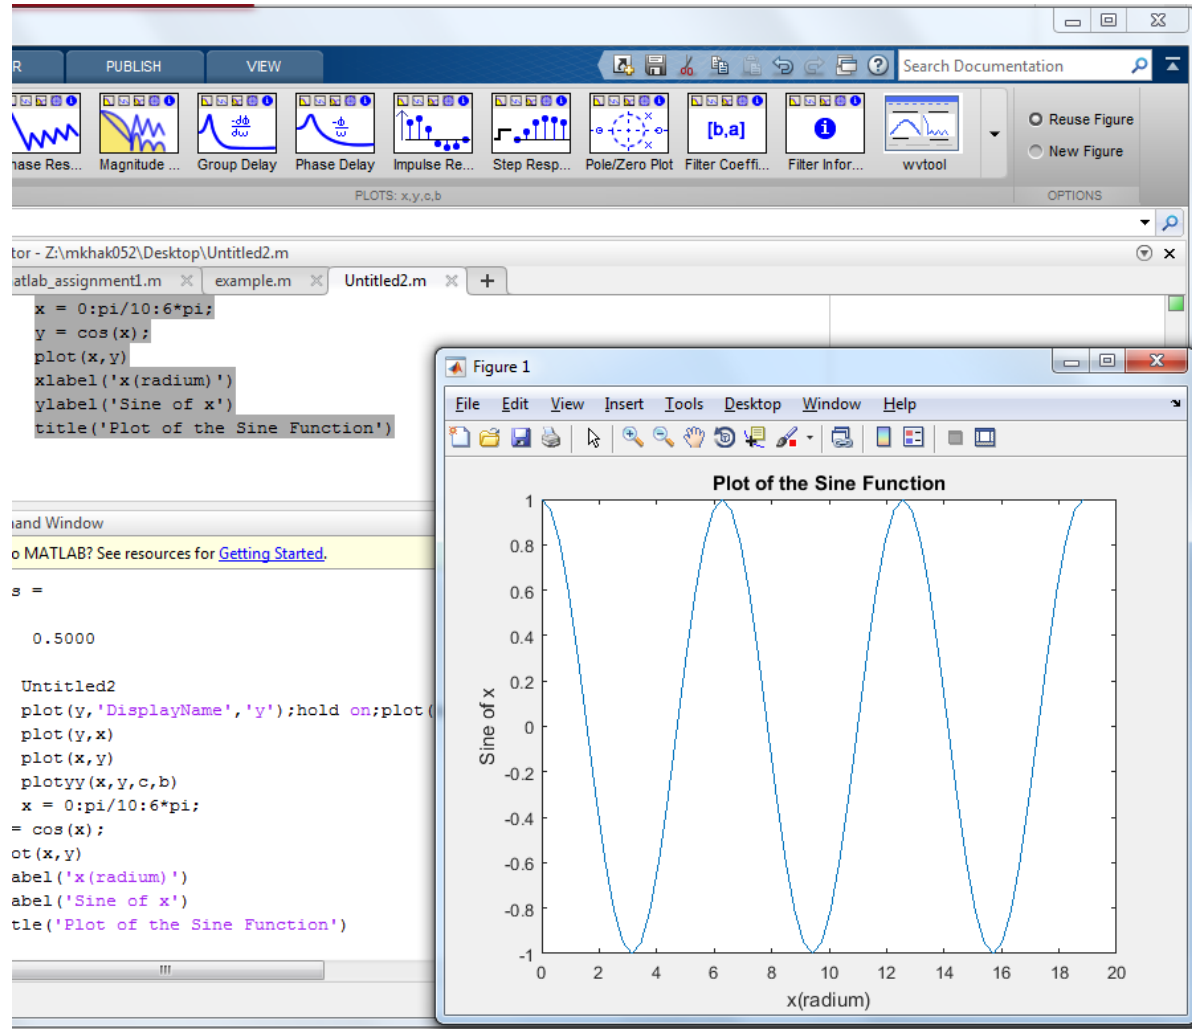 R PUBLISH VIEW
Search Documentation
hase Res... Magnitude ... Group Delay Phase Delay Impulse Re... Step Resp... Pole/Zero Plot Filter Coeffi... Filter Infor... wvtool
[b,a]
Reuse Figure
New Figure
PLOTS: x,y,c,b
OPTIONS
tor - Z:\mkhak052\Desktop\Untitled2.m
atlab_assignment1.m example.m Untitled2.m +
x = 0:pi/10:6*pi;
y = cos(x);
plot(x,y)
xlabel('x(radium)')
ylabel('Sine of x')
title('Plot of the Sine Function')
and Window
o MATLAB? See resources for Getting Started.
s =
0.5000
Untitled2
plot(y,'DisplayName','y');hold on;plot(
plot(y,x)
plot(x,y)
plotyy(x,y,c,b)
x = 0:pi/10:6*pi;
= cos(x);
ot(x,y)
abel('x(radium)')
abel('Sine of x')
tle('Plot of the Sine Function')
Figure 1
File Edit View Insert Tools Desktop Window Help
Plot of the Sine Function
1
0.8
0.6
0.4
0.2
0
-0.2
-0.4
-0.6
-0.8
-1
Sine of x
0 2 4 6 8 10 12 14 16 18 20
x(radium)